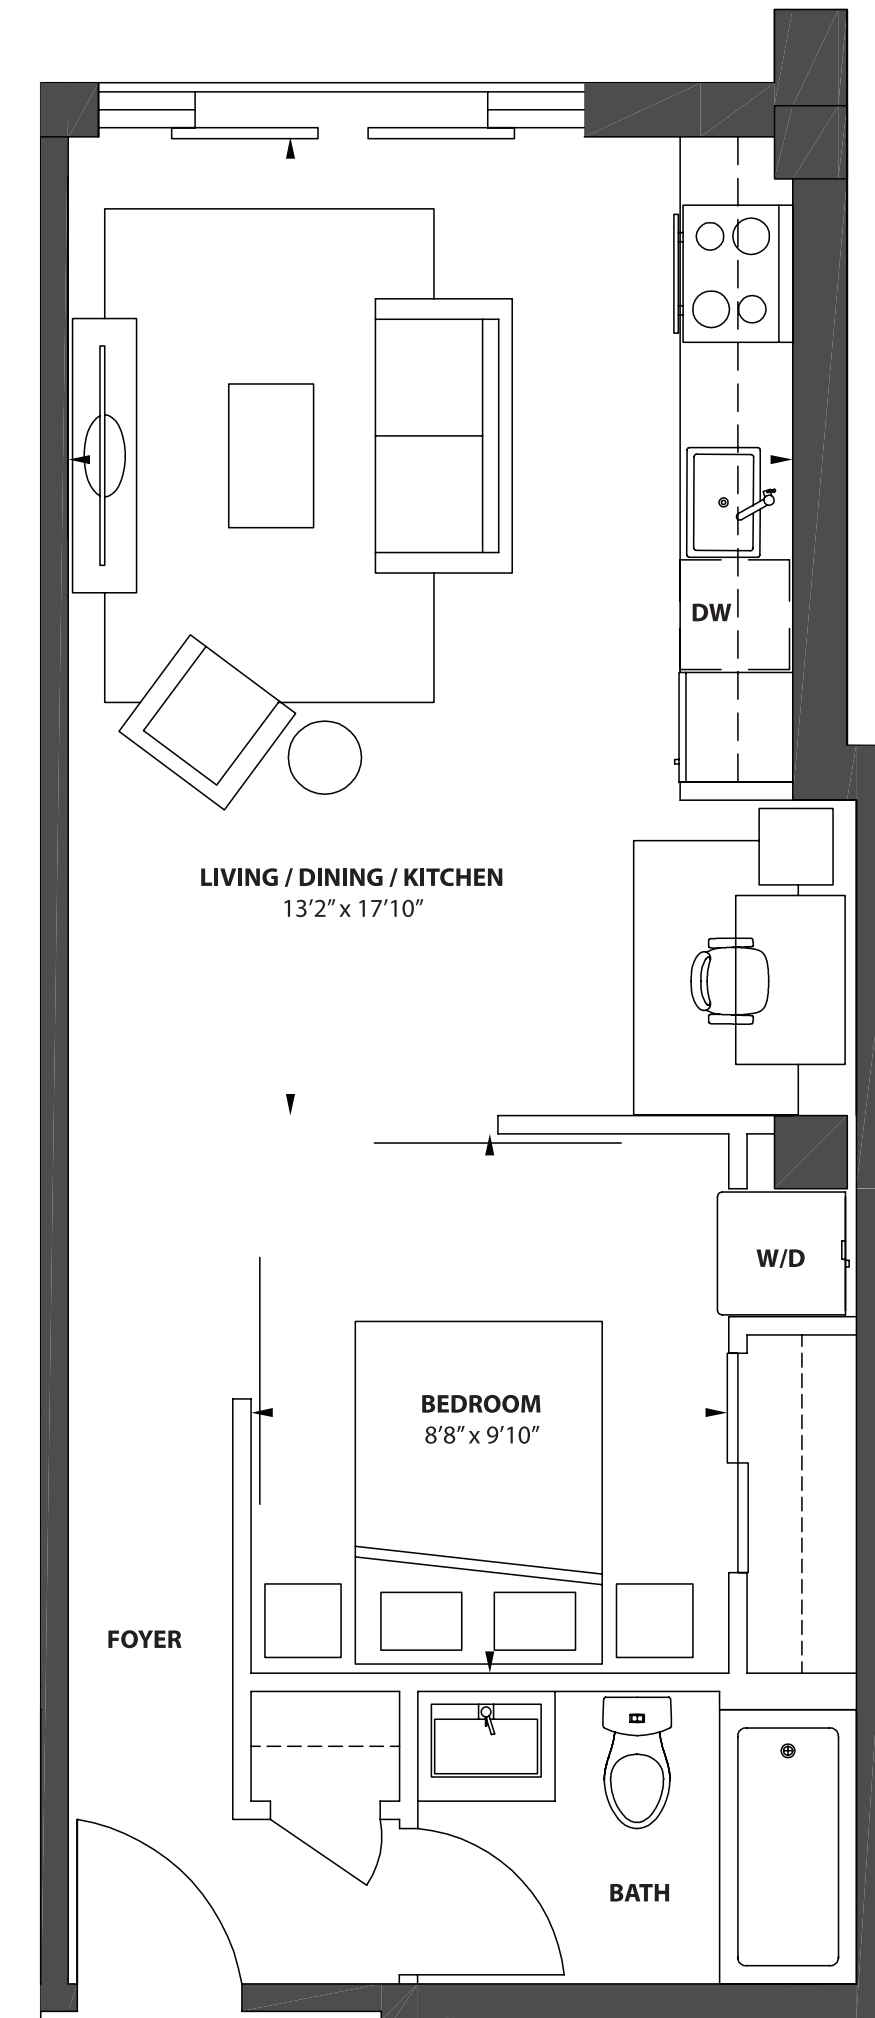 DW
LIVING / DINING / KITCHEN
13’2” x 17’10”
W/D
BEDROOM
8’8” x 9’10”
FOYER
BATH